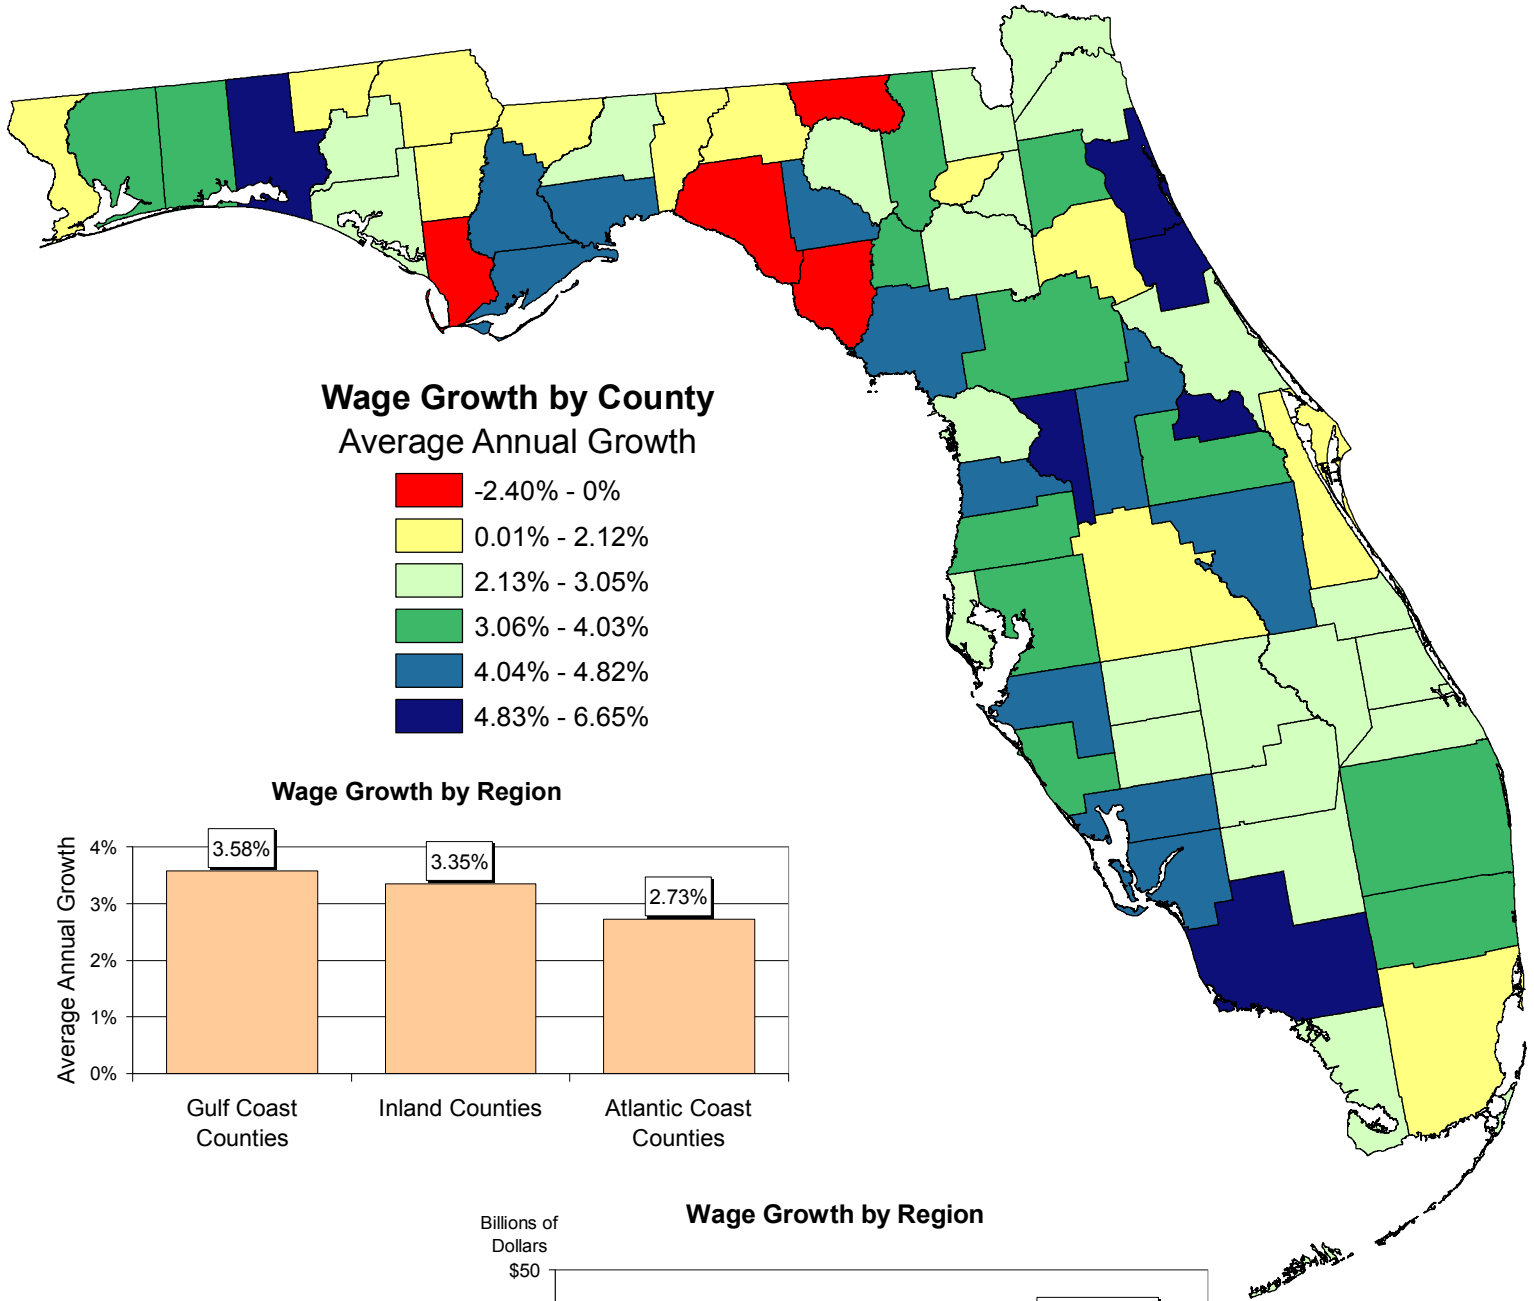 Wage Growth by County
Average Annual Growth
-2.40% - 0%
0.01% - 2.12%
2.13% - 3.05%
3.06% - 4.03%
4.04% - 4.82%
4.83% - 6.65%
Wage Growth by Region
Average Annual Growth
4%
3%
2%
1%
0%
3.58%
3.35%
2.73%
Gulf Coast
Counties
Inland Counties
Atlantic Coast
Counties
Wage Growth by Region
Billions of
Dollars
$50